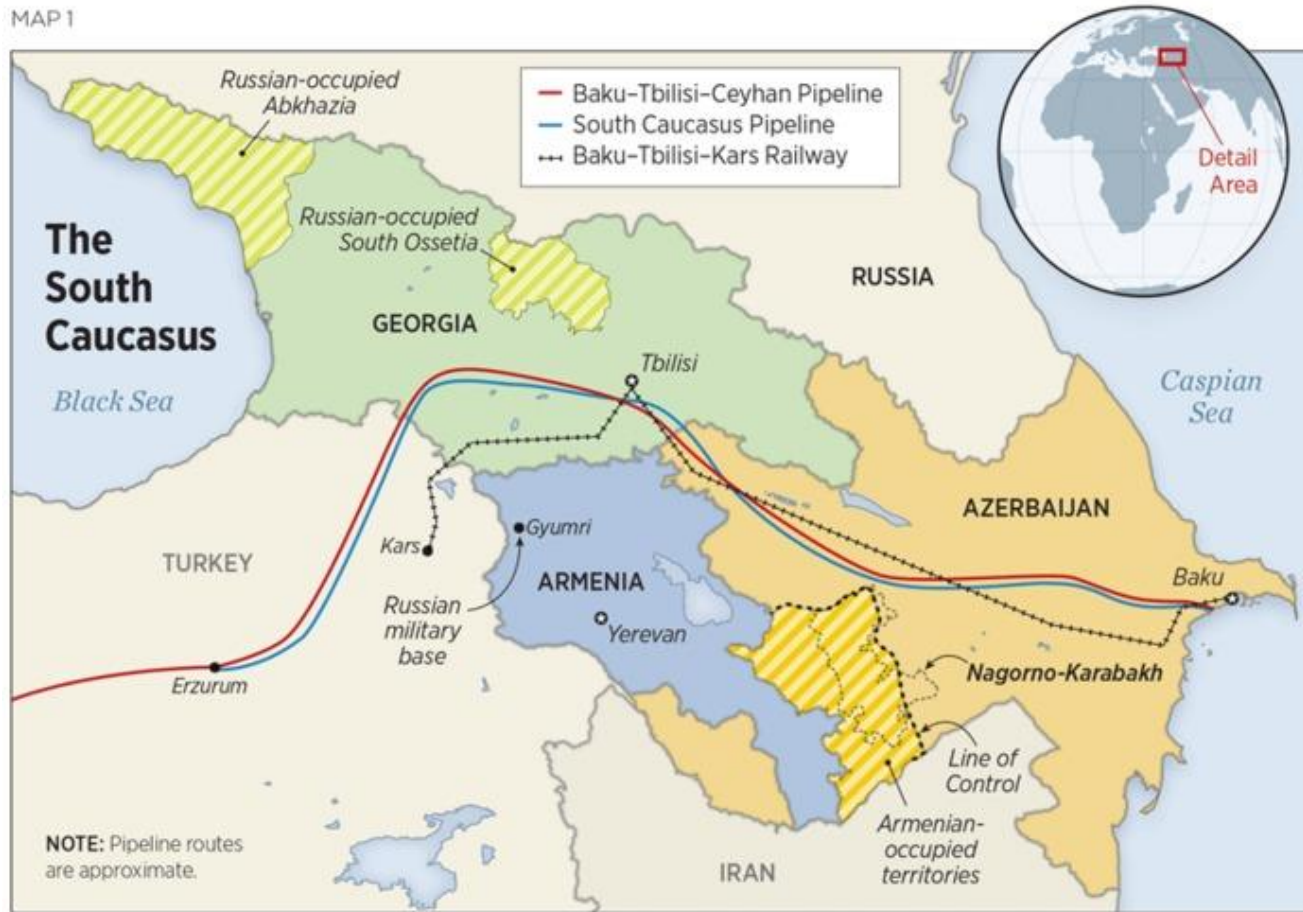 MAP 1
Russian-occupied
Abkhazia
Baku–Tbilisi–Ceyhan Pipeline
South Caucasus Pipeline
Baku–Tbilisi–Kars Railway
Detail
Area
The
South
Caucasus
Russian-occupied
South Ossetia
RUSSIA
GEORGIA
Black Sea
Tbilisi
Caspian
Sea
AZERBAIJAN
Gyumri
Kars
TURKEY
ARMENIA
Baku
Russian
military
base
Yerevan
Nagorno-Karabakh
Erzurum
Line of
Control
Armenian-
occupied
territories
NOTE: Pipeline routes
are approximate.
IRAN